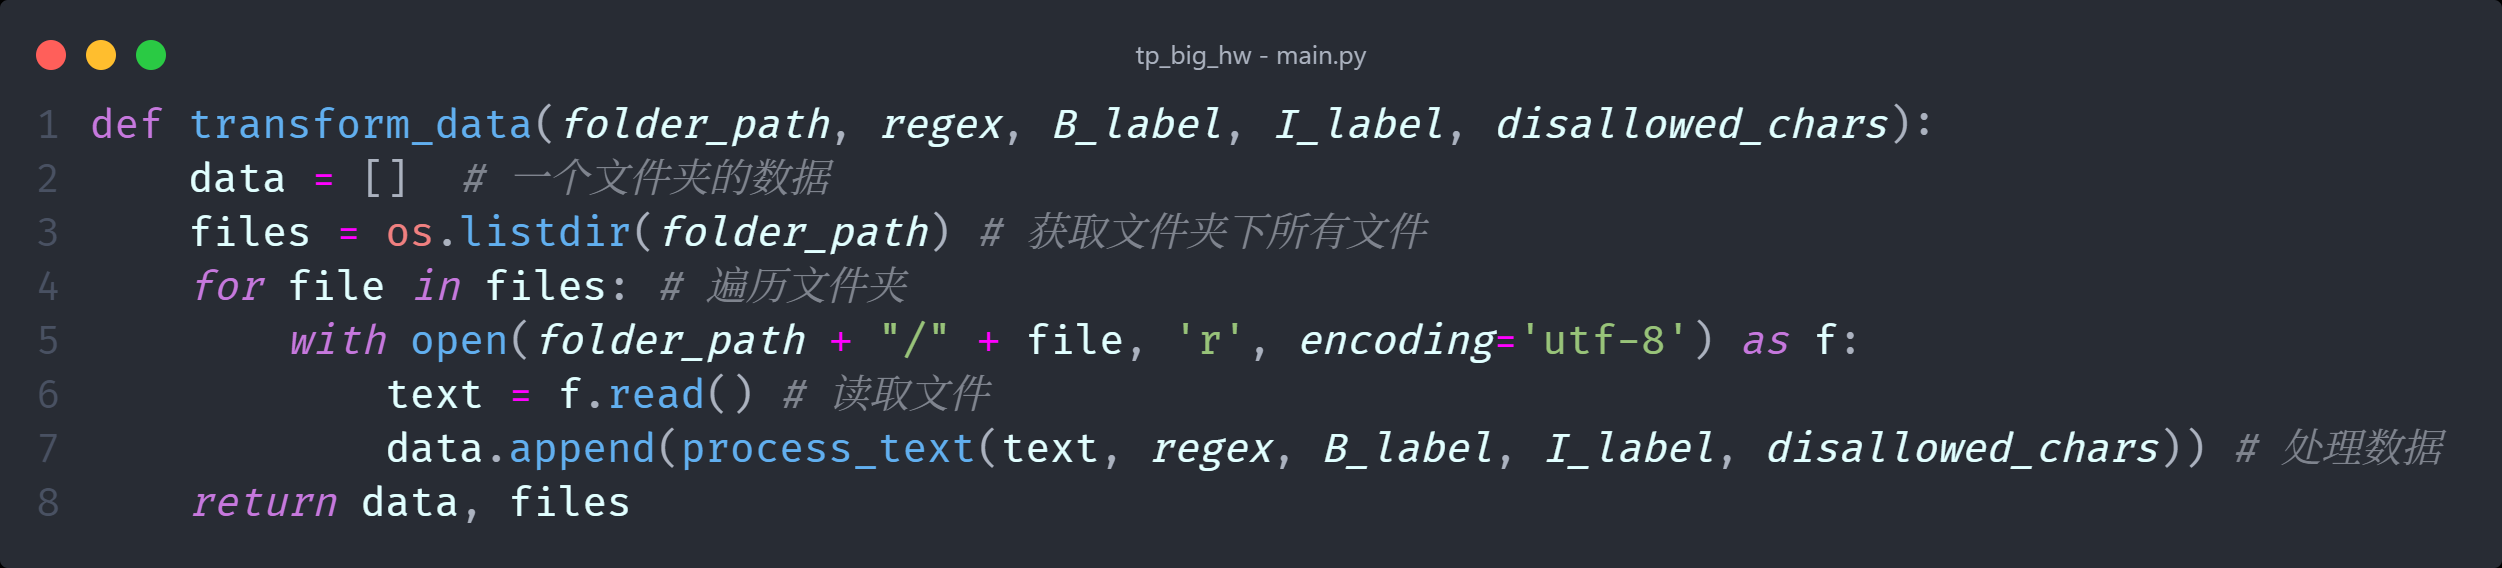 tp_big_hw - main.py
1 def transform_data(folder_path, regex, B_label, I_label, disallowed_chars):
2     data = []  # 一个文件夹的数据
3     files = os.listdir(folder_path) # 获取文件夹下所有文件
4     for file in files: # 遍历文件夹
5         with open(folder_path + "/" + file, 'r', encoding='utf-8') as f:
6             text = f.read() # 读取文件
7             data.append(process_text(text, regex, B_label, I_label, disallowed_chars)) # 处理数据
8     return data, files